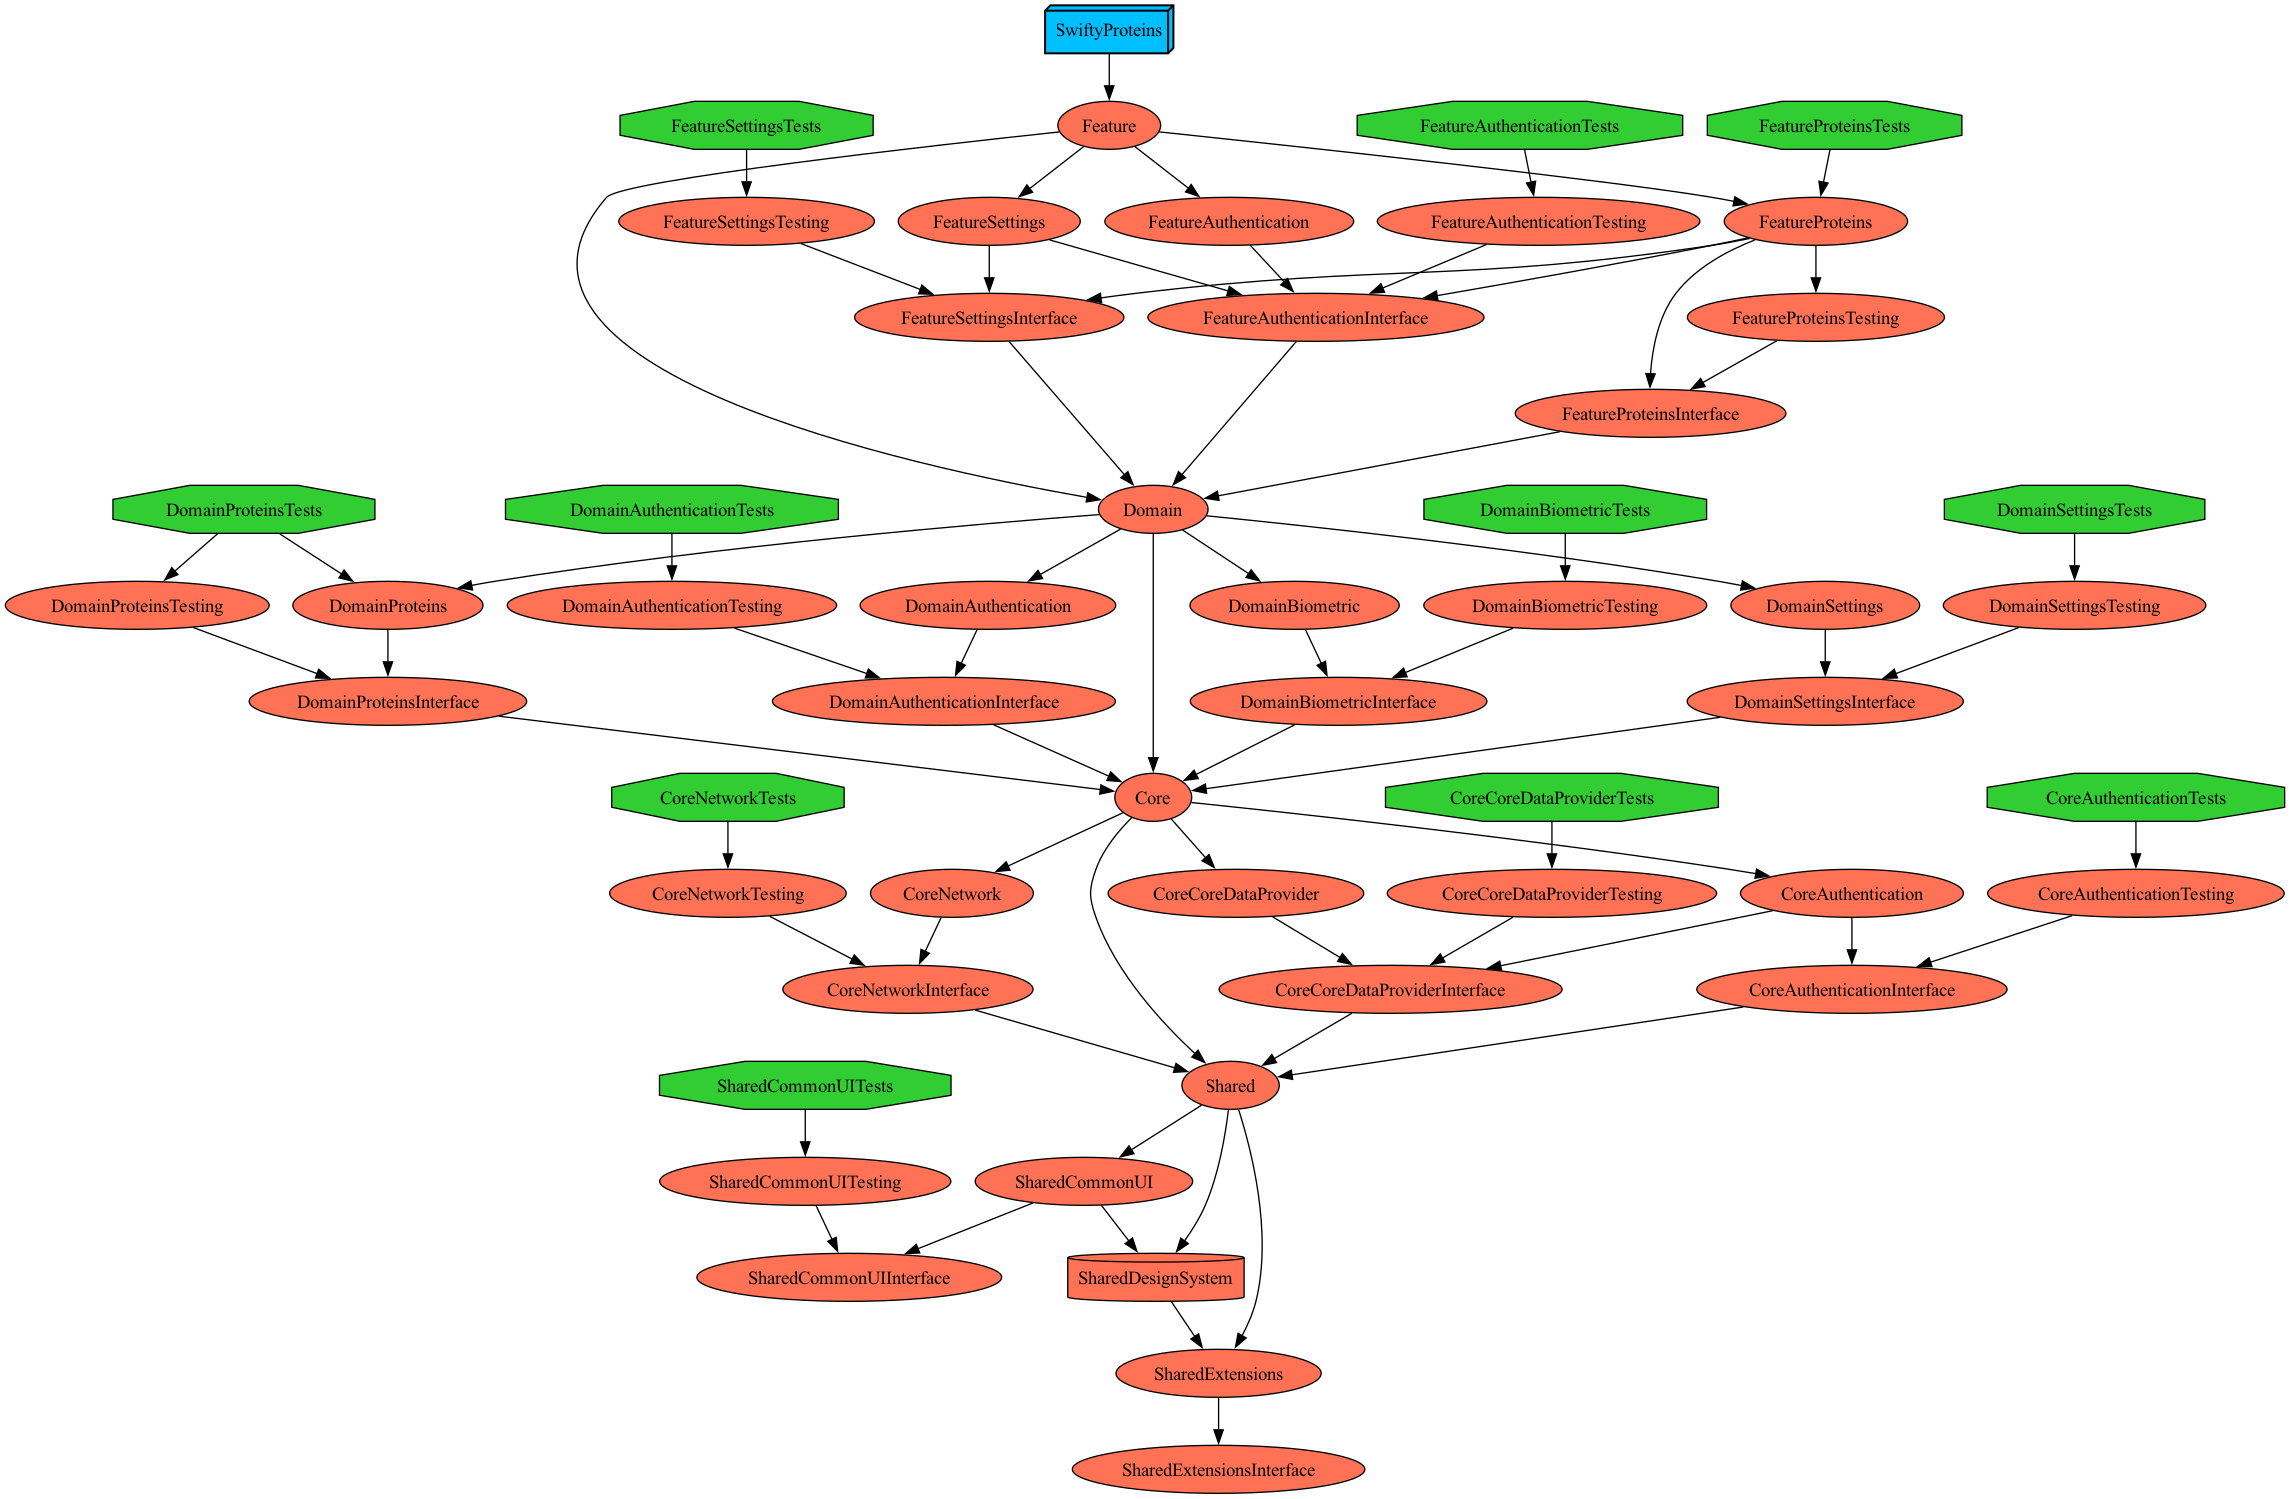 SwiftyProteins
FeatureSettingsTests
Feature
FeatureAuthenticationTests
FeatureProteinsTests
FeatureSettingsTesting
FeatureSettings
FeatureAuthentication
FeatureAuthenticationTesting
FeatureProteins
FeatureSettingsInterface
FeatureAuthenticationInterface
FeatureProteinsTesting
FeatureProteinsInterface
DomainProteinsTests
DomainAuthenticationTests
Domain
DomainBiometricTests
DomainSettingsTests
DomainProteinsTesting
DomainProteins
DomainAuthenticationTesting
DomainAuthentication
DomainBiometric
DomainBiometricTesting
DomainSettings
DomainSettingsTesting
DomainProteinsInterface
DomainAuthenticationInterface
DomainBiometricInterface
DomainSettingsInterface
CoreNetworkTests
Core
CoreCoreDataProviderTests
CoreAuthenticationTests
CoreNetworkTesting
CoreNetwork
CoreCoreDataProvider
CoreCoreDataProviderTesting
CoreAuthentication
CoreAuthenticationTesting
CoreNetworkInterface
CoreCoreDataProviderInterface
CoreAuthenticationInterface
SharedCommonUITests
Shared
SharedCommonUITesting
SharedCommonUI
SharedCommonUIInterface
SharedDesignSystem
SharedExtensions
SharedExtensionsInterface